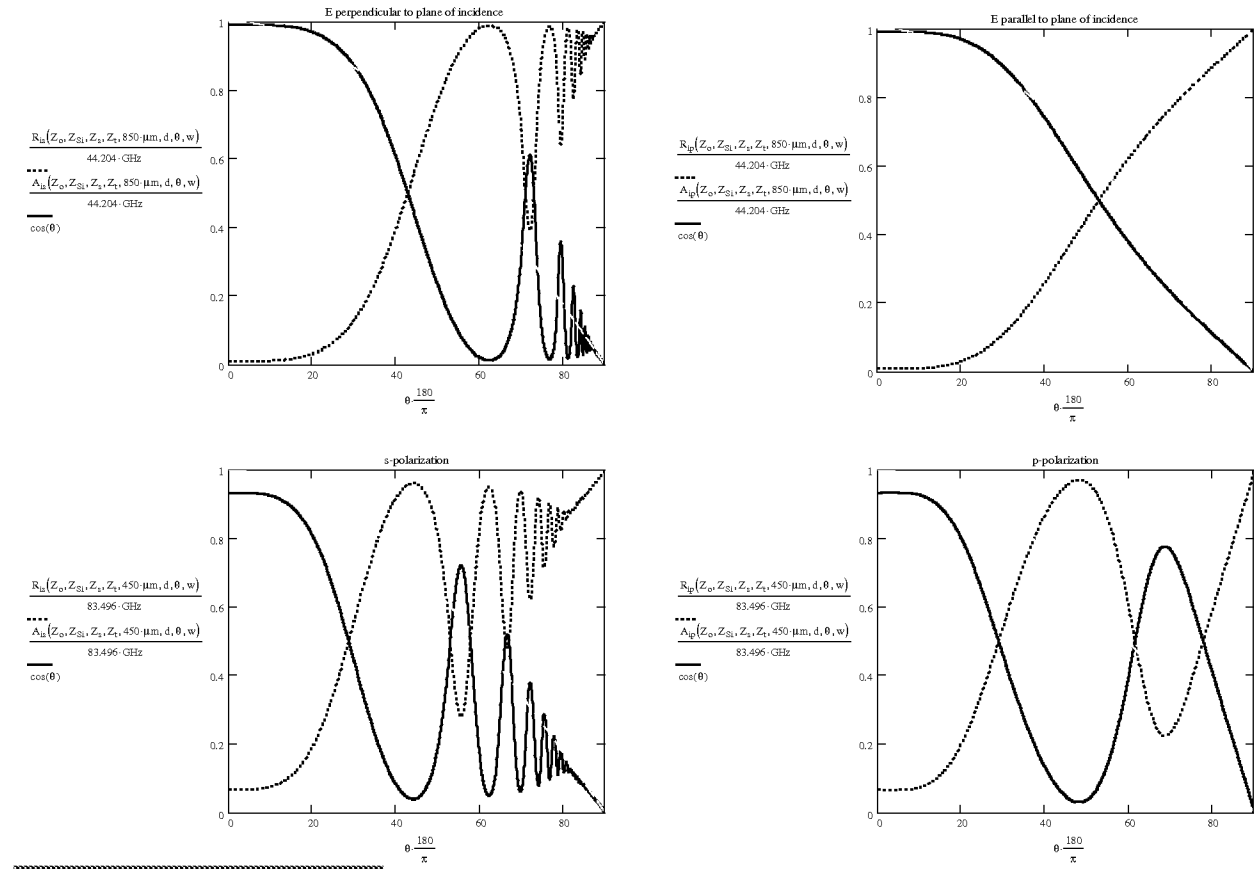 E perpendicular to plane of incidence
1
0.8
0.6
0.4
0.2
0
0 20 40 60 80
R_is(Z_o, Z_Si, Z_s, Z_t, 850·μm, d, θ, w)
44.204·GHz
A_is(Z_o, Z_Si, Z_s, Z_t, 850·μm, d, θ, w)
44.204·GHz
cos(θ)
θ·180/π
E parallel to plane of incidence
1
0.8
0.6
0.4
0.2
0
0 20 40 60 80
R_ip(Z_o, Z_Si, Z_s, Z_t, 850·μm, d, θ, w)
44.204·GHz
A_ip(Z_o, Z_Si, Z_s, Z_t, 850·μm, d, θ, w)
44.204·GHz
cos(θ)
θ·180/π
s-polarization
1
0.8
0.6
0.4
0.2
0
0 20 40 60 80
R_is(Z_o, Z_Si, Z_s, Z_t, 450·μm, d, θ, w)
83.496·GHz
A_is(Z_o, Z_Si, Z_s, Z_t, 450·μm, d, θ, w)
83.496·GHz
cos(θ)
θ·180/π
p-polarization
1
0.8
0.6
0.4
0.2
0
0 20 40 60 80
R_ip(Z_o, Z_Si, Z_s, Z_t, 450·μm, d, θ, w)
83.496·GHz
A_ip(Z_o, Z_Si, Z_s, Z_t, 450·μm, d, θ, w)
83.496·GHz
cos(θ)
θ·180/π